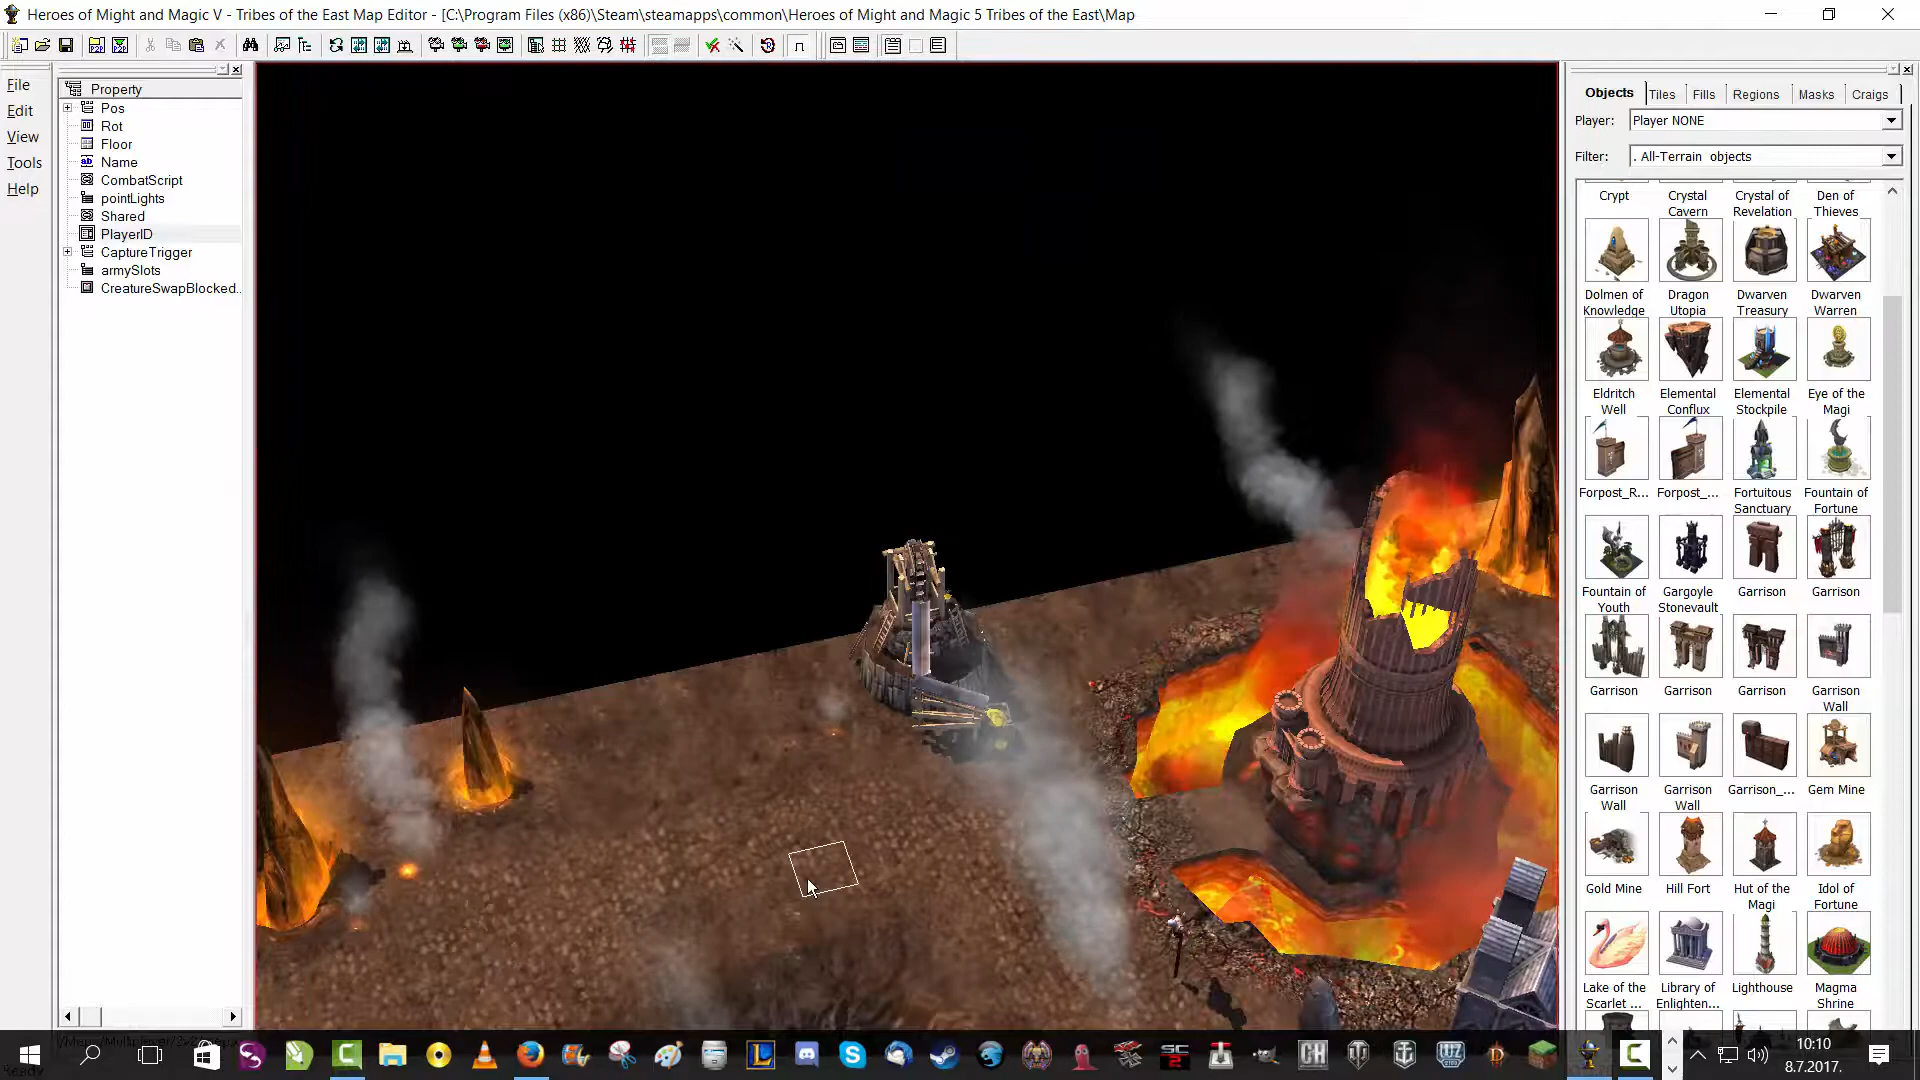 Heroes of Might and Magic V - Tribes of the East Map Editor - [C:\Program Files (x86)\Steam\steamapps\common\Heroes of Might and Magic 5 Tribes of the East\Map
File
Edit
View
Tools
Help
Property
Pos
Rot
Floor
Name
CombatScript
pointLights
Shared
PlayerID
CaptureTrigger
armySlots
CreatureSwapBlocked..
Objects Tiles Fills Regions Masks Craigs
Player: Player NONE
Filter: . All-Terrain objects
Crypt Crystal Cavern Crystal of Revelation Den of Thieves
Dolmen of Knowledge Dragon Utopia Dwarven Treasury Dwarven Warren
Eldritch Well Elemental Conflux Elemental Stockpile Eye of the Magi
Forpost_R... Forpost_... Fortuitous Sanctuary Fountain of Fortune
Fountain of Youth Gargoyle Stonevault Garrison Garrison
Garrison Garrison Garrison Garrison Wall
Garrison Wall Garrison Wall Garrison_... Gem Mine
Gold Mine Hill Fort Hut of the Magi Idol of Fortune
Lake of the Scarlet ... Library of Enlighten... Lighthouse Magma Shrine
Ready
10:10
8.7.2017.